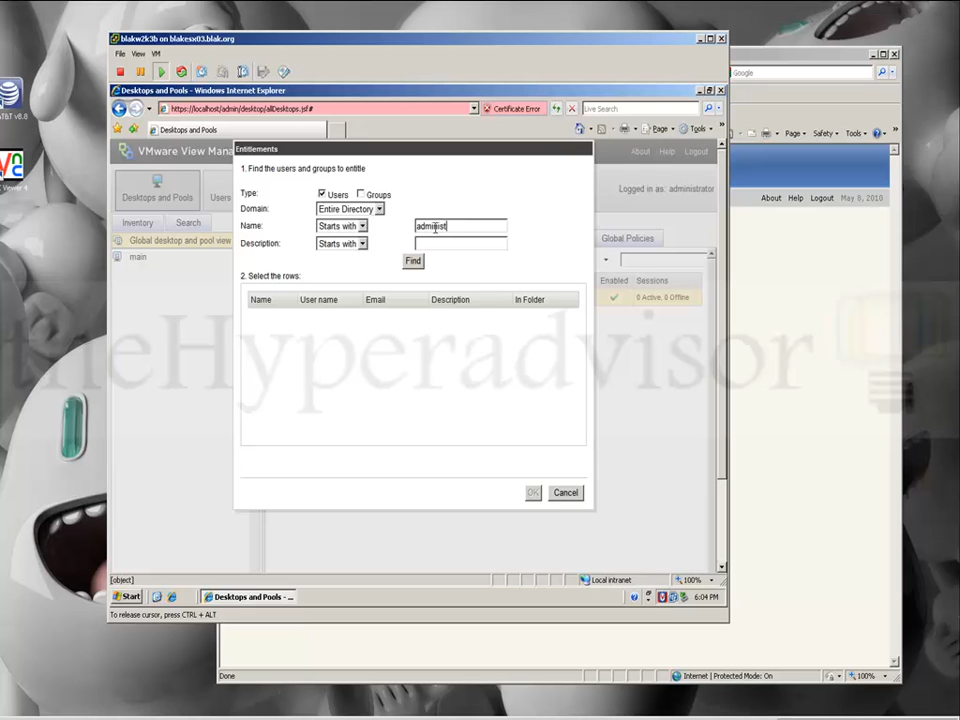 blakw2k3b on blakesx03.blak.org
File View VM
Google
Desktops and Pools - Windows Internet Explorer
https://localhost/admin/desktop/allDesktops.jsf#
Certificate Error
Live Search
AT&T v8.8
Desktops and Pools
Page Tools
Page Safety Tools
VMware View Mana
About Help Logout
Entitlements
1. Find the users and groups to entitle
Type: Users Groups
Domain: Entire Directory
Name: Starts with administ
Description: Starts with
Find
2. Select the rows:
Name User name Email Description In Folder
OK Cancel
Desktops and Pools
Users
Logged in as: administrator
About Help Logout May 8, 2010
Inventory Search
Global desktop and pool view
main
Global Policies
Enabled Sessions
0 Active, 0 Offline
theHyperadvisor
[object]
Local intranet
100%
Start
Desktops and Pools - ...
6:04 PM
To release cursor, press CTRL + ALT
Done
Internet | Protected Mode: On
100%